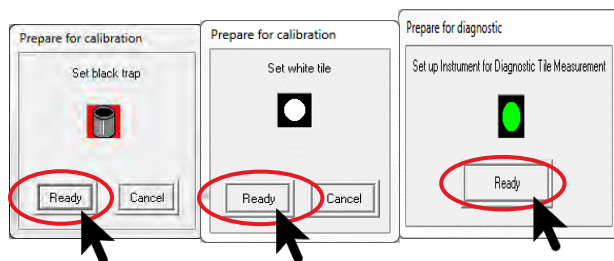 Prepare for calibration
Set black trap
Ready
Cancel
Prepare for calibration
Set white tile
Ready
Cancel
Prepare for diagnostic
Set up Instrument for Diagnostic Tile Measurement
Ready